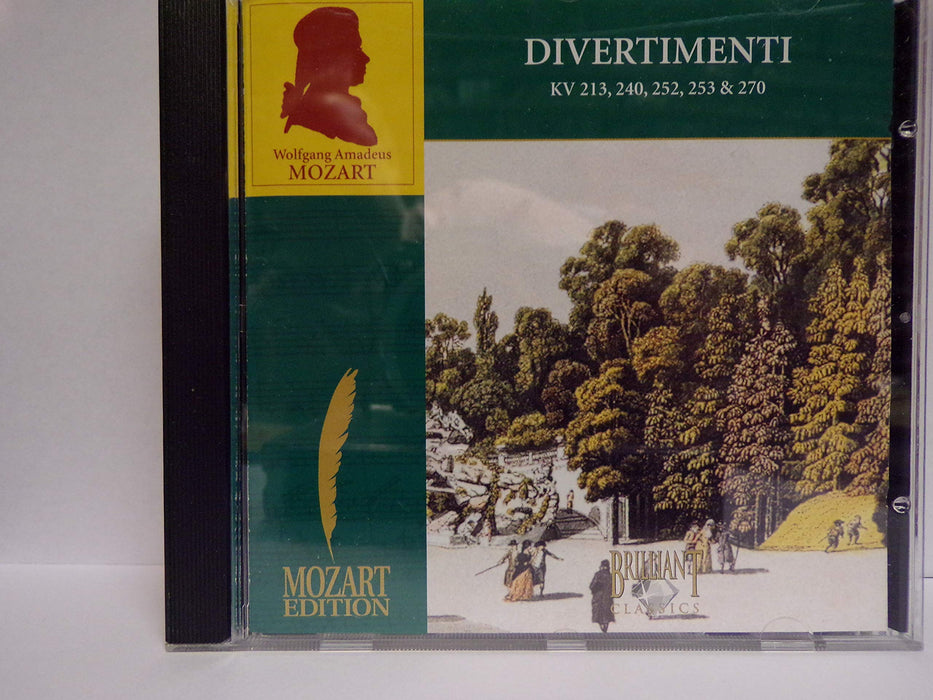 DIVERTIMENTI
KV 213, 240, 252, 253 & 270
Wolfgang Amadeus
MOZART
MOZART
EDITION
BRILLIANT
CLASSICS